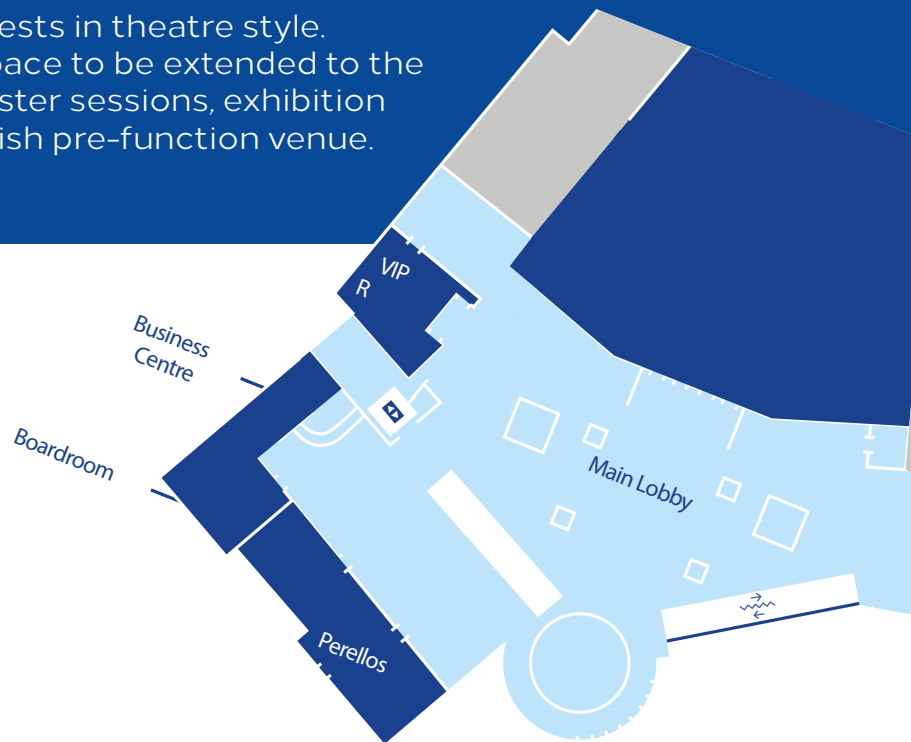 ests in theatre style.
pace to be extended to the
ster sessions, exhibition
ish pre-function venue.
VIP
R
Business
Centre
Boardroom
Main Lobby
Perellos